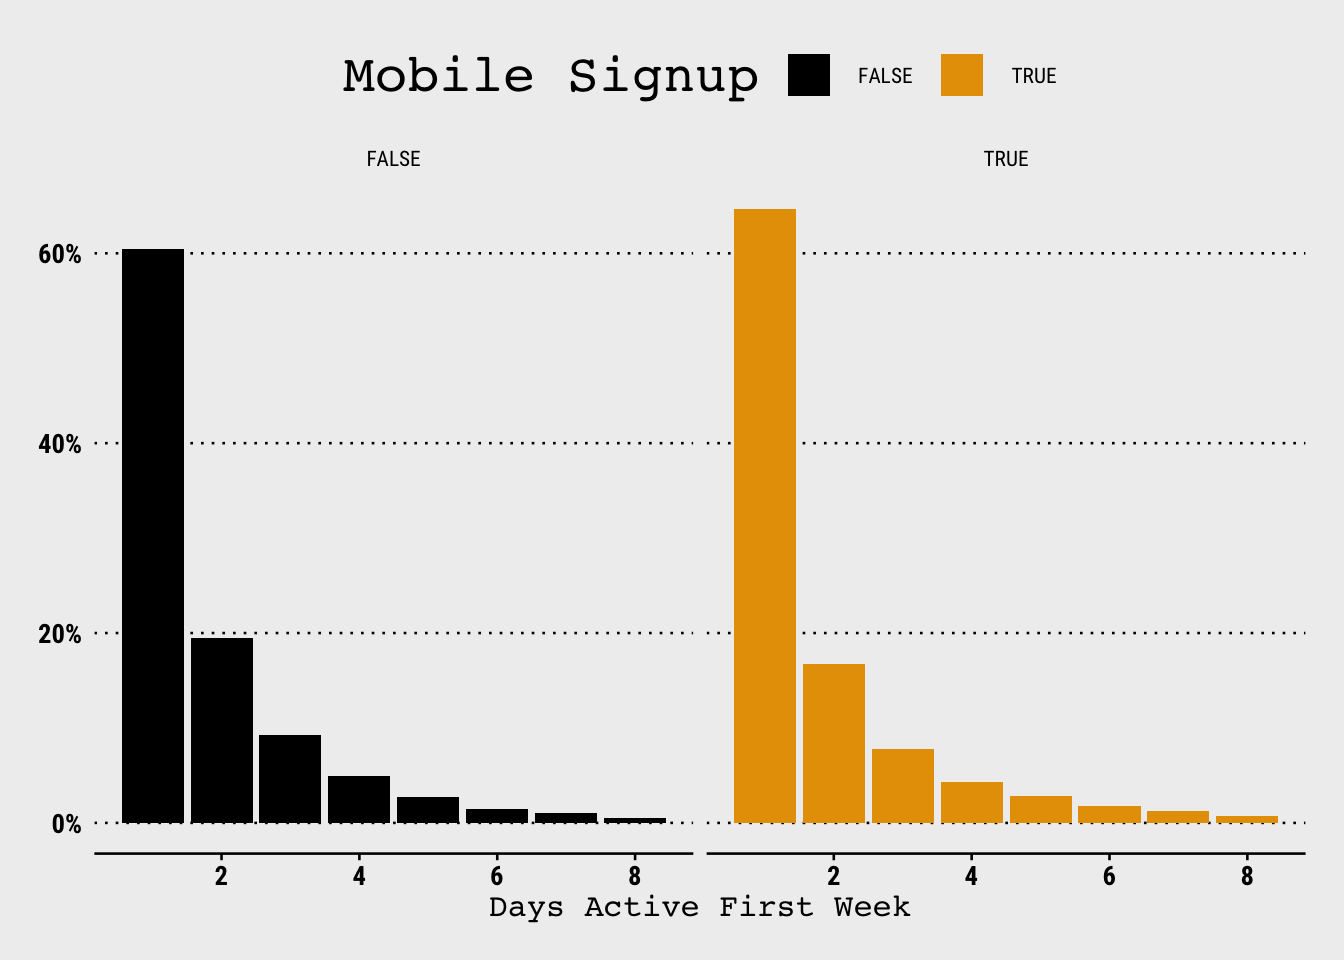 Mobile Signup FALSE TRUE
FALSE TRUE
60%
40%
20%
0%
2 4 6 8 2 4 6 8
Days Active First Week